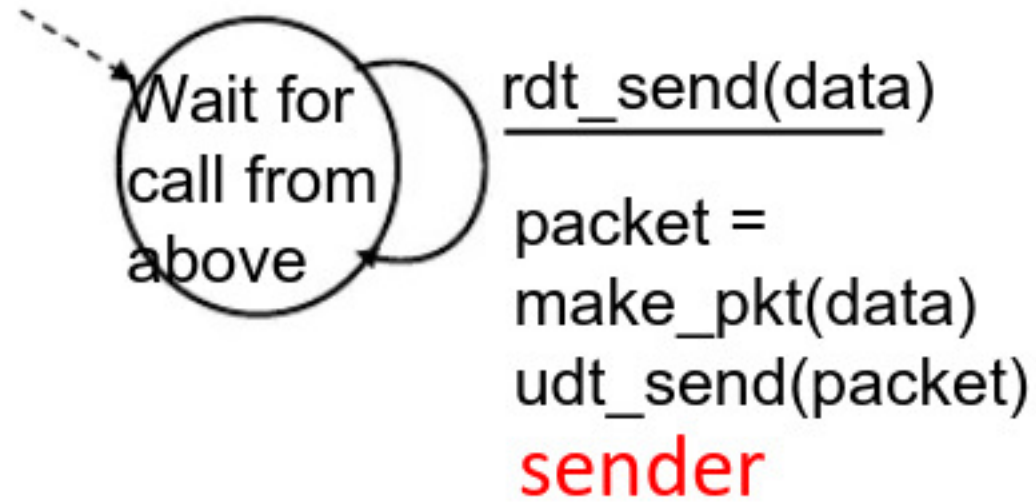 Wait for
call from
above
rdt_send(data)
packet =
make_pkt(data)
udt_send(packet)
sender